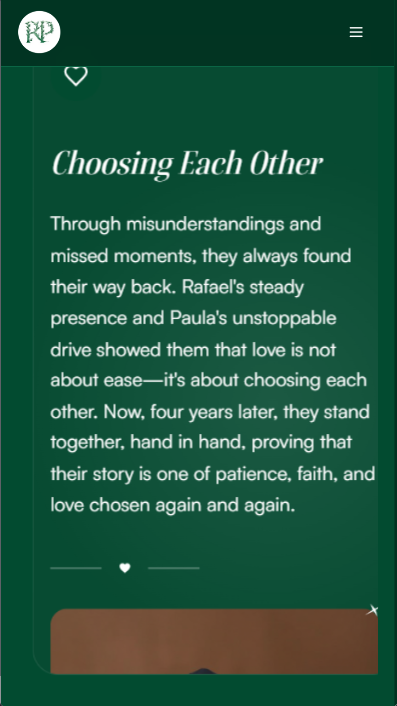 RP
Choosing Each Other
Through misunderstandings and
missed moments, they always found
their way back. Rafael's steady
presence and Paula's unstoppable
drive showed them that love is not
about ease—it's about choosing each
other. Now, four years later, they stand
together, hand in hand, proving that
their story is one of patience, faith, and
love chosen again and again.